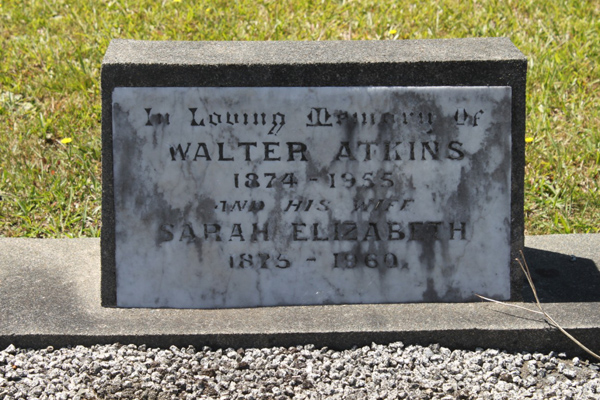 In Loving Memory Of
WALTER ATKINS
1874 - 1955
AND HIS WIFE
SARAH ELIZABETH
1875 - 1960.